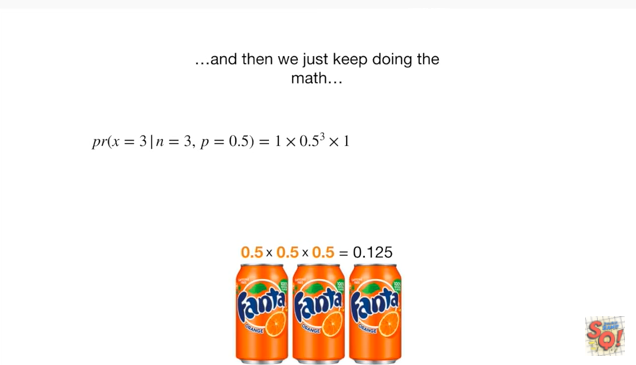 …and then we just keep doing the
math…
pr(x = 3 | n = 3, p = 0.5) = 1 × 0.5³ × 1
0.5 x 0.5 x 0.5 = 0.125
Fanta Fanta Fanta
ORANGE ORANGE ORANGE
SQ!